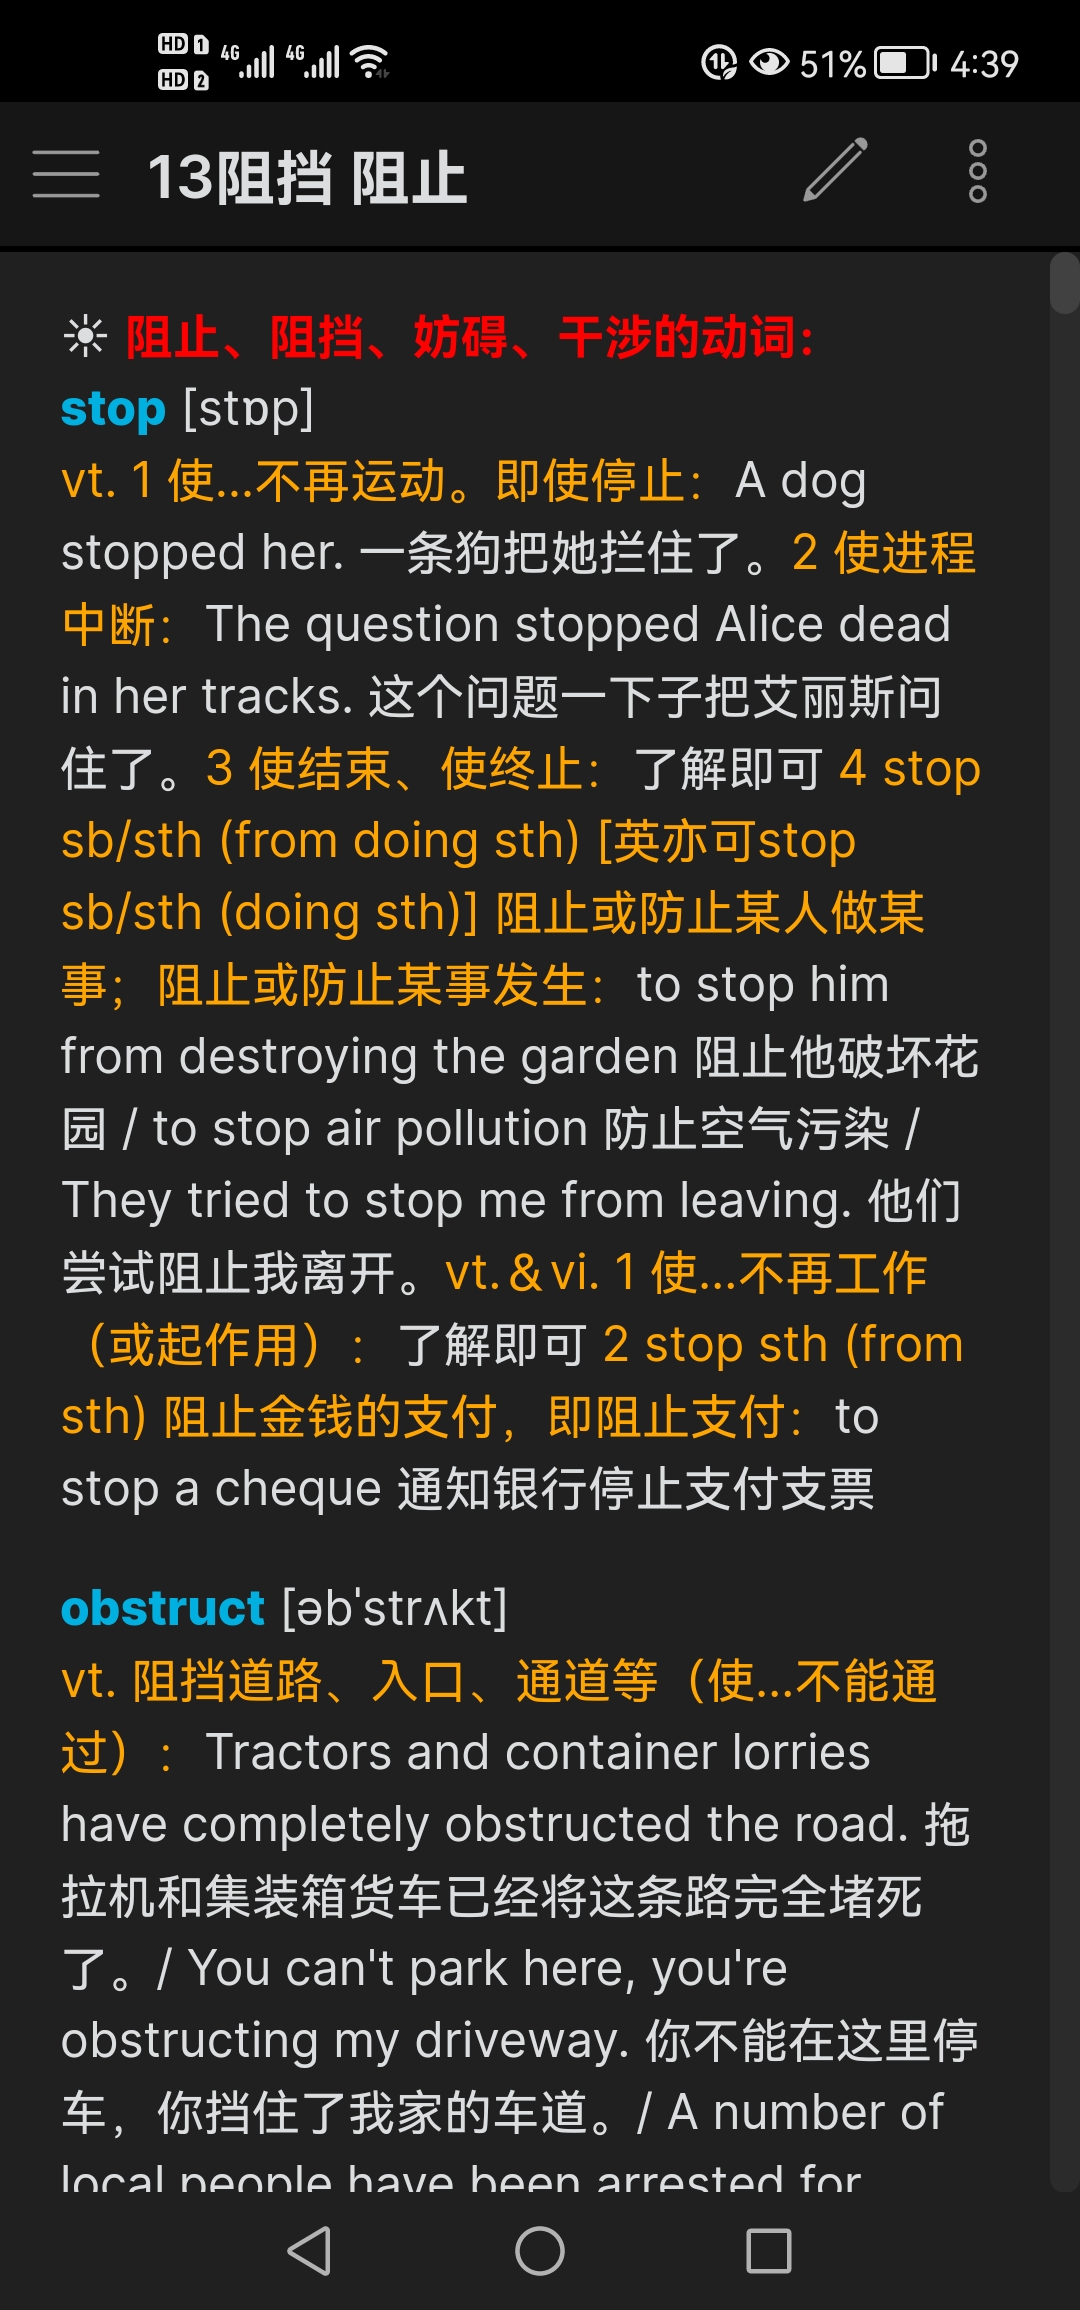 HD 1 4G 4G 51% 4:39
HD 2
13阻挡 阻止
☀ 阻止、阻挡、妨碍、干涉的动词：
stop [stɒp]
vt. 1 使...不再运动。即使停止：A dog
stopped her. 一条狗把她拦住了。2 使进程
中断：The question stopped Alice dead
in her tracks. 这个问题一下子把艾丽斯问
住了。3 使结束、使终止：了解即可 4 stop
sb/sth (from doing sth) [英亦可stop
sb/sth (doing sth)] 阻止或防止某人做某
事；阻止或防止某事发生：to stop him
from destroying the garden 阻止他破坏花
园 / to stop air pollution 防止空气污染 /
They tried to stop me from leaving. 他们
尝试阻止我离开。vt.＆vi. 1 使...不再工作
（或起作用）：了解即可 2 stop sth (from
sth) 阻止金钱的支付，即阻止支付：to
stop a cheque 通知银行停止支付支票
obstruct [əb'strʌkt]
vt. 阻挡道路、入口、通道等（使...不能通
过）：Tractors and container lorries
have completely obstructed the road. 拖
拉机和集装箱货车已经将这条路完全堵死
了。/ You can't park here, you're
obstructing my driveway. 你不能在这里停
车，你挡住了我家的车道。/ A number of
local people have been arrested for